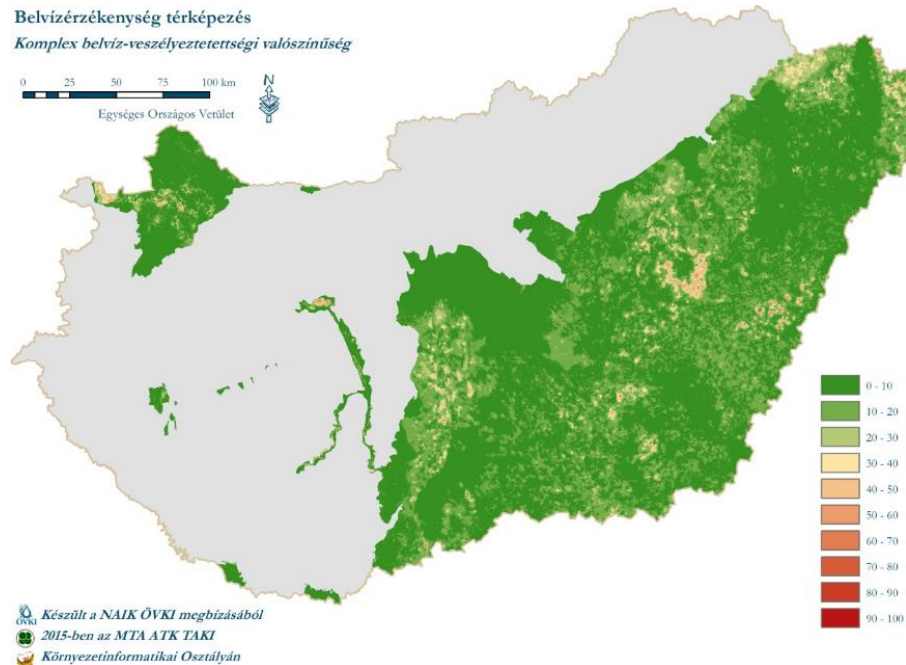 Belvízérzékenység térképezés
Komplex belvíz-veszélyeztetettségi valószínűség
0 25 50 75 100 km
N
Egységes Országos Vetület
0 - 10
10 - 20
20 - 30
30 - 40
40 - 50
50 - 60
60 - 70
70 - 80
80 - 90
90 - 100
ÖVKI Készült a NAIK ÖVKI megbízásából
2015-ben az MTA ATK TAKI
Környezetinformatikai Osztályán